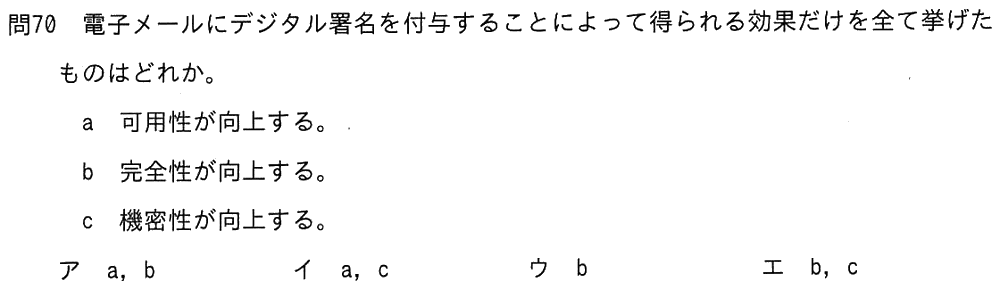 問70 電子メールにデジタル署名を付与することによって得られる効果だけを全て挙げた
ものはどれか。
a 可用性が向上する。
b 完全性が向上する。
c 機密性が向上する。
ア a, b イ a, c ウ b エ b, c